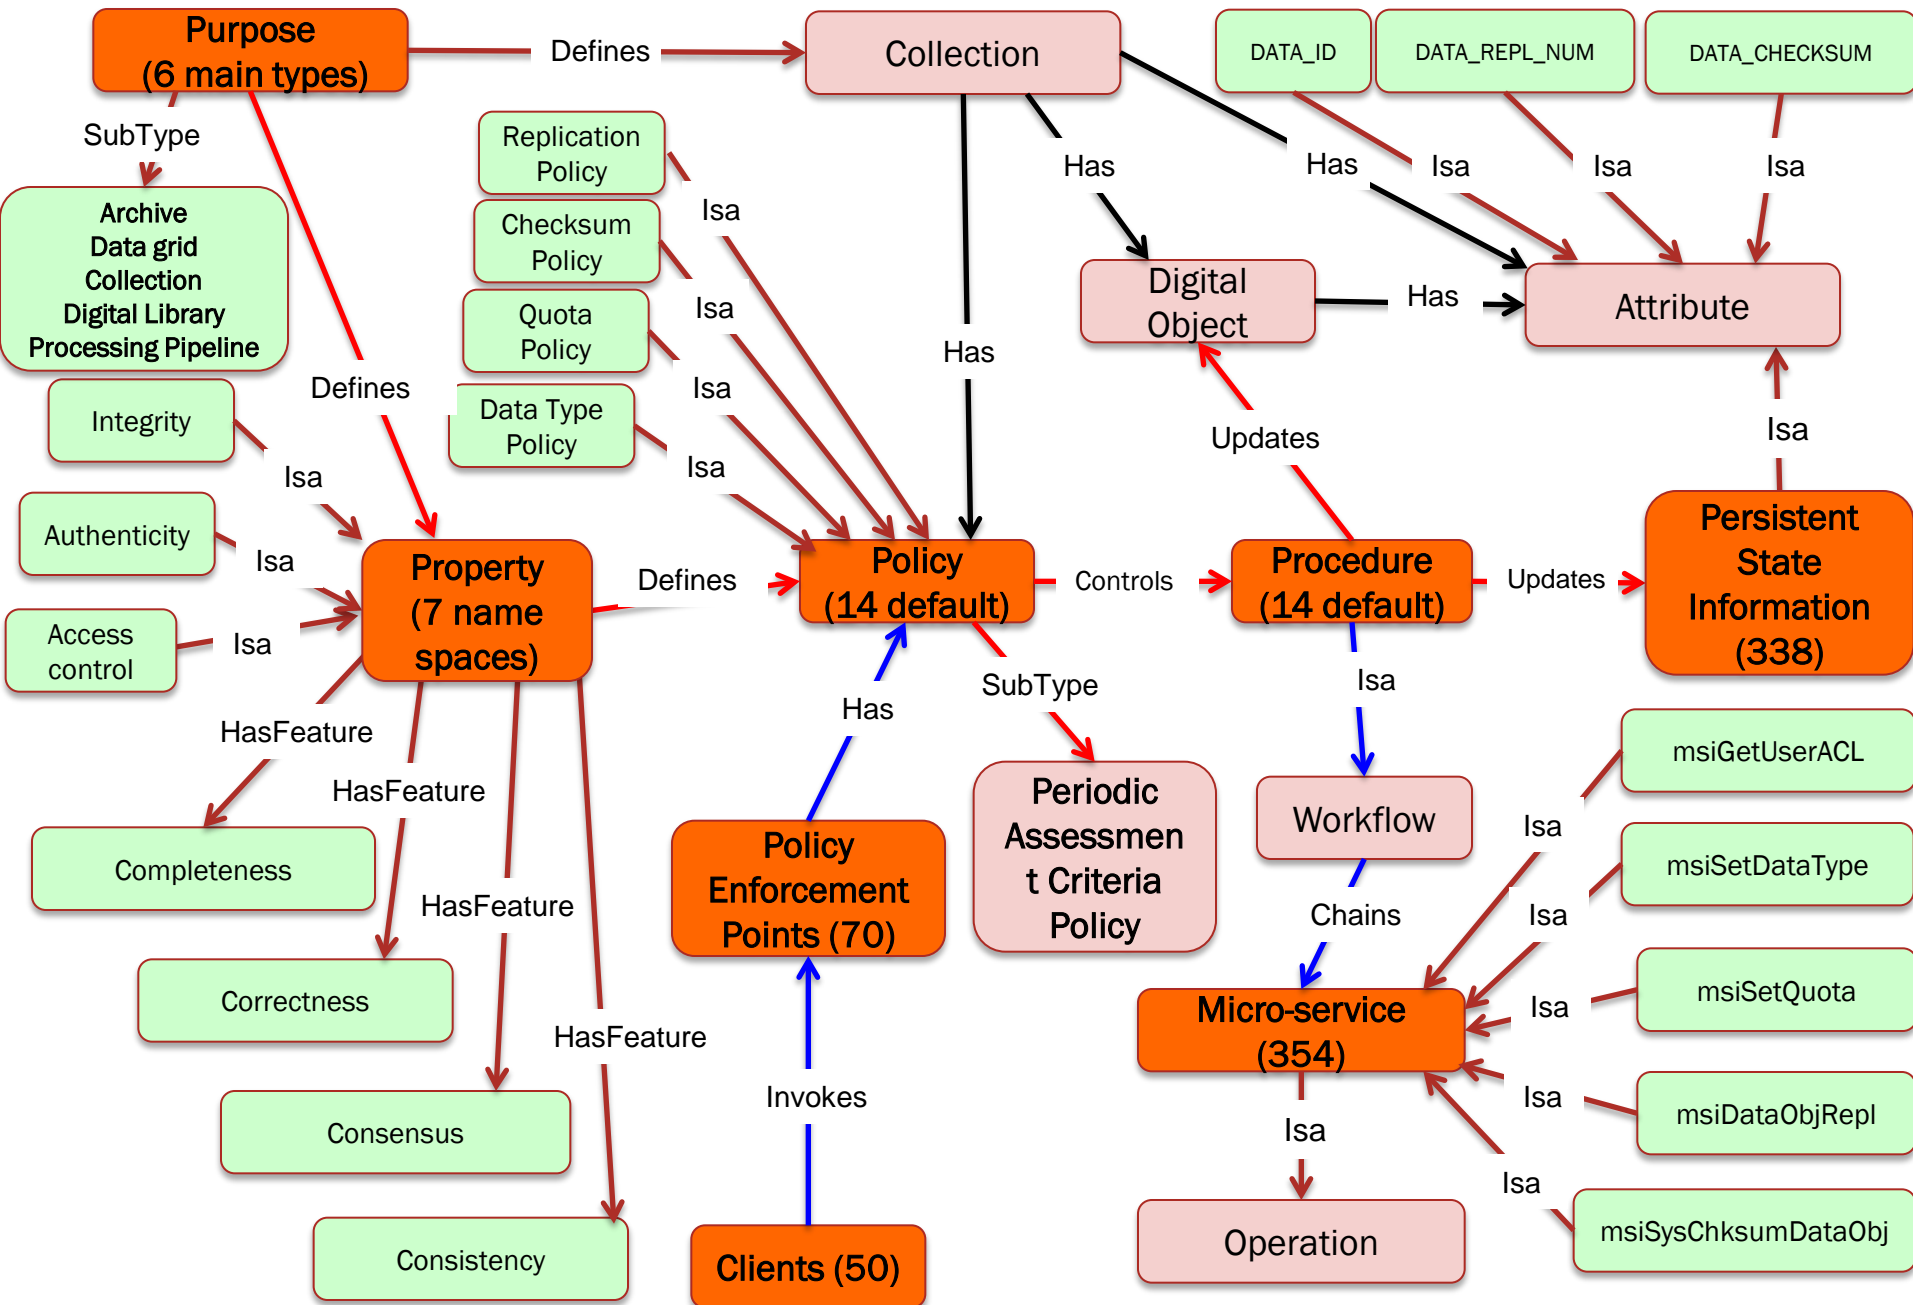 Purpose
(6 main types)
Defines
Collection
DATA_ID
DATA_REPL_NUM
DATA_CHECKSUM
SubType
Replication
Policy
Isa
Has
Has
Isa
Isa
Isa
Archive
Data grid
Collection
Digital Library
Processing Pipeline
Checksum
Policy
Isa
Digital
Object
Has
Attribute
Quota
Policy
Isa
Has
Defines
Integrity
Data Type
Policy
Isa
Updates
Isa
Isa
Authenticity
Isa
Property
(7 name
spaces)
Defines
Policy
(14 default)
Controls
Procedure
(14 default)
Updates
Persistent
State
Information
(338)
Access
control
Isa
HasFeature
Has
SubType
Isa
msiGetUserACL
HasFeature
Periodic
Assessmen
t Criteria
Policy
Workflow
Isa
Completeness
Policy
Enforcement
Points (70)
msiSetDataType
HasFeature
Chains
Isa
Correctness
msiSetQuota
Micro-service
(354)
Isa
HasFeature
Invokes
Isa
msiDataObjRepl
Consensus
Isa
Isa
msiSysChksumDataObj
Consistency
Clients (50)
Operation